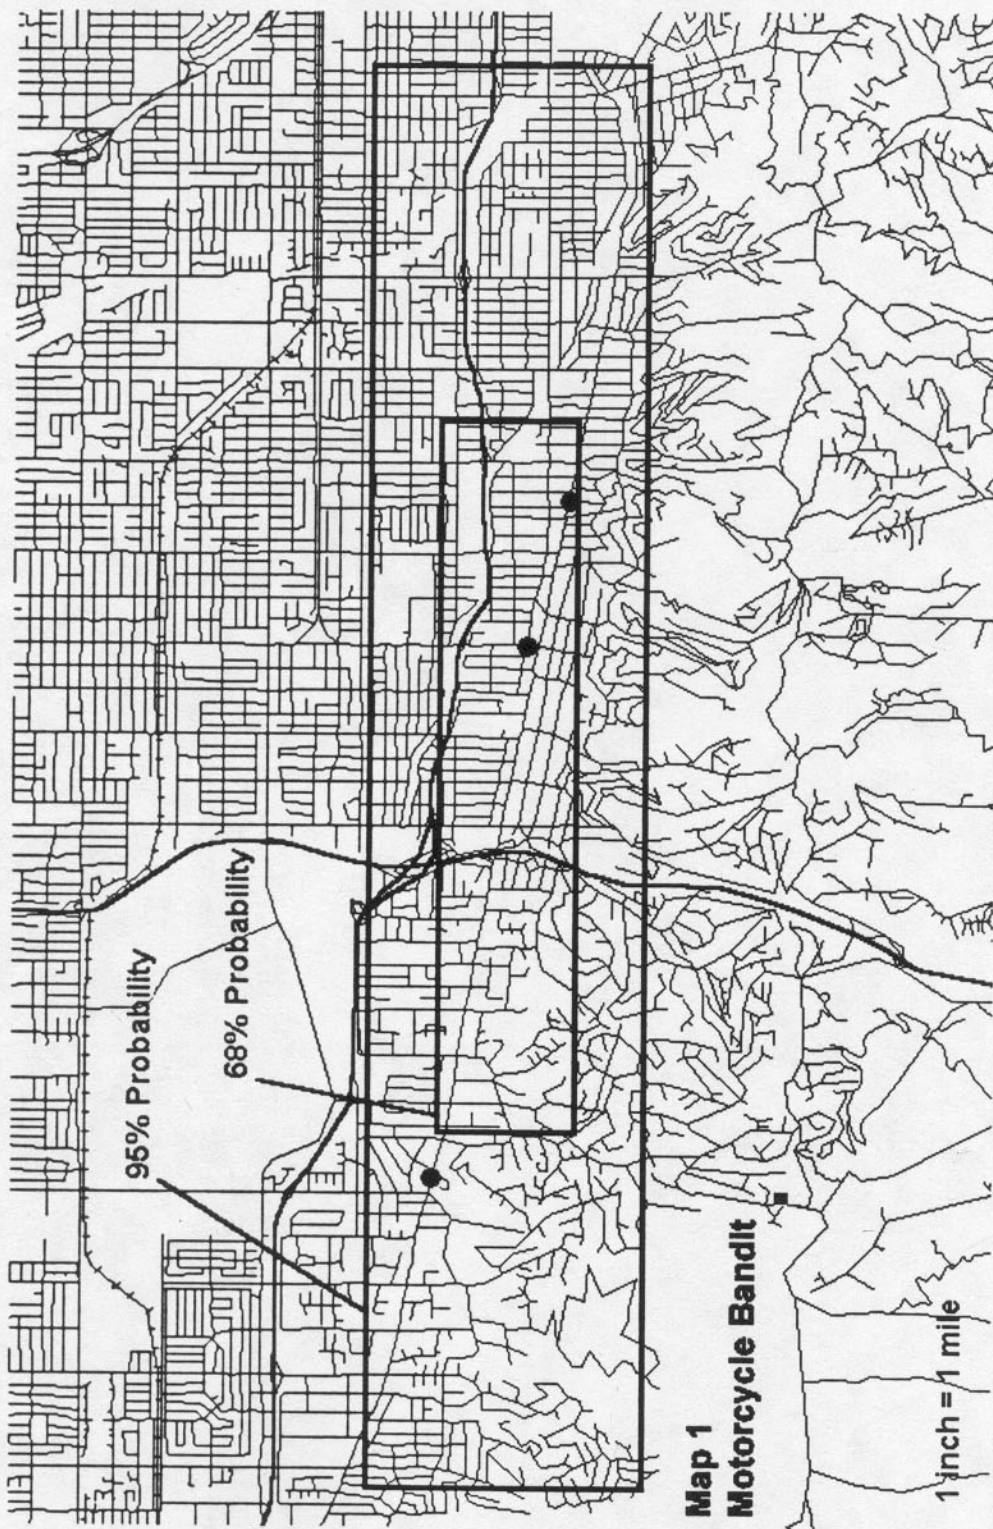 95% Probability
68% Probability
Map 1
Motorcycle Bandit
1 inch = 1 mile